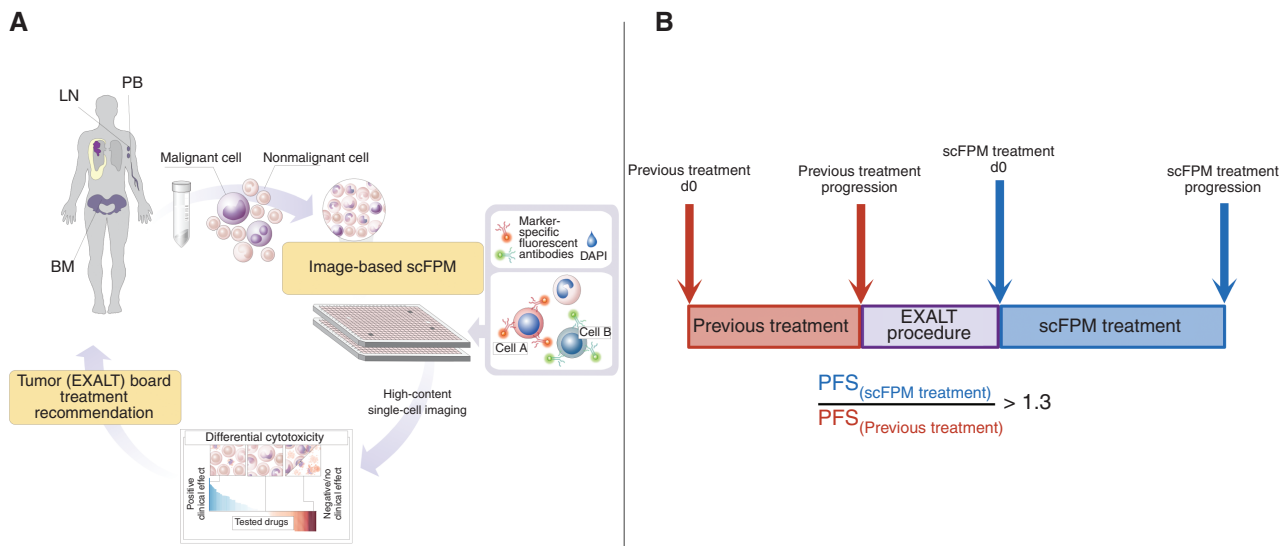 A
LN
PB
BM
Malignant cell
Nonmalignant cell
Image-based scFPM
Marker-
specific
fluorescent
antibodies
DAPI
Cell A
Cell B
High-content
single-cell imaging
Differential cytotoxicity
Positive
clinical effect
Negative/no
clinical effect
Tested drugs
Tumor (EXALT) board
treatment
recommendation
B
Previous treatment
d0
Previous treatment
progression
scFPM treatment
d0
scFPM treatment
progression
Previous treatment
EXALT
procedure
scFPM treatment
PFS(scFPM treatment)
PFS(Previous treatment)
> 1.3